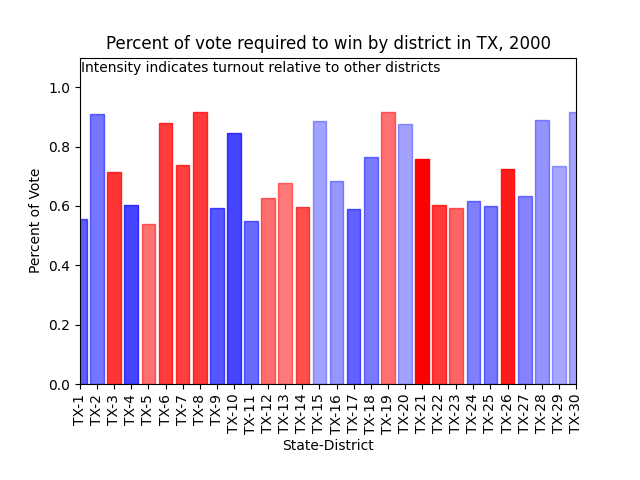 Percent of vote required to win by district in TX, 2000
Intensity indicates turnout relative to other districts
1.0
0.8
0.6
0.4
0.2
0.0
Percent of Vote
TX-1
TX-2
TX-3
TX-4
TX-5
TX-6
TX-7
TX-8
TX-9
TX-10
TX-11
TX-12
TX-13
TX-14
TX-15
TX-16
TX-17
TX-18
TX-19
TX-20
TX-21
TX-22
TX-23
TX-24
TX-25
TX-26
TX-27
TX-28
TX-29
TX-30
State-District